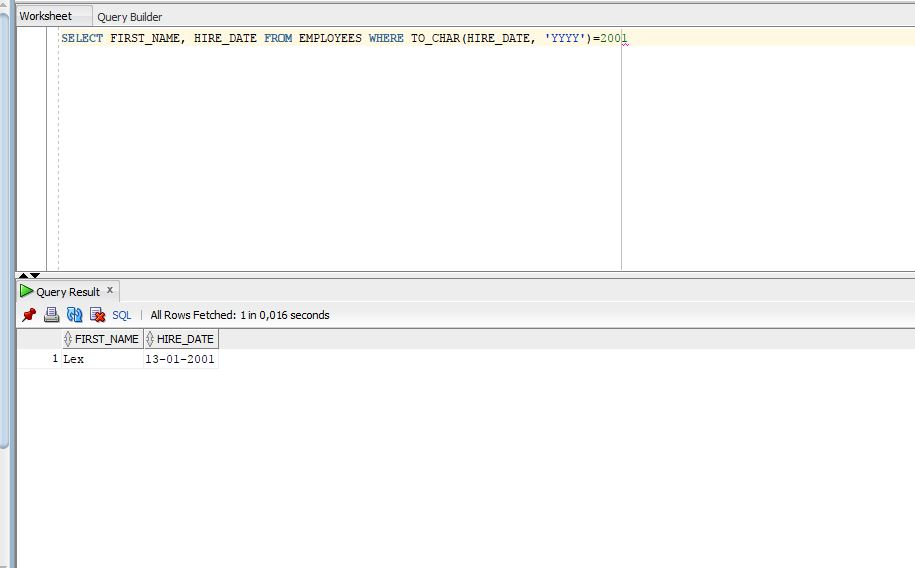 Worksheet Query Builder
SELECT FIRST_NAME, HIRE_DATE FROM EMPLOYEES WHERE TO_CHAR(HIRE_DATE, 'YYYY')=2001
Query Result x
SQL | All Rows Fetched: 1 in 0,016 seconds
FIRST_NAME HIRE_DATE
1 Lex 13-01-2001